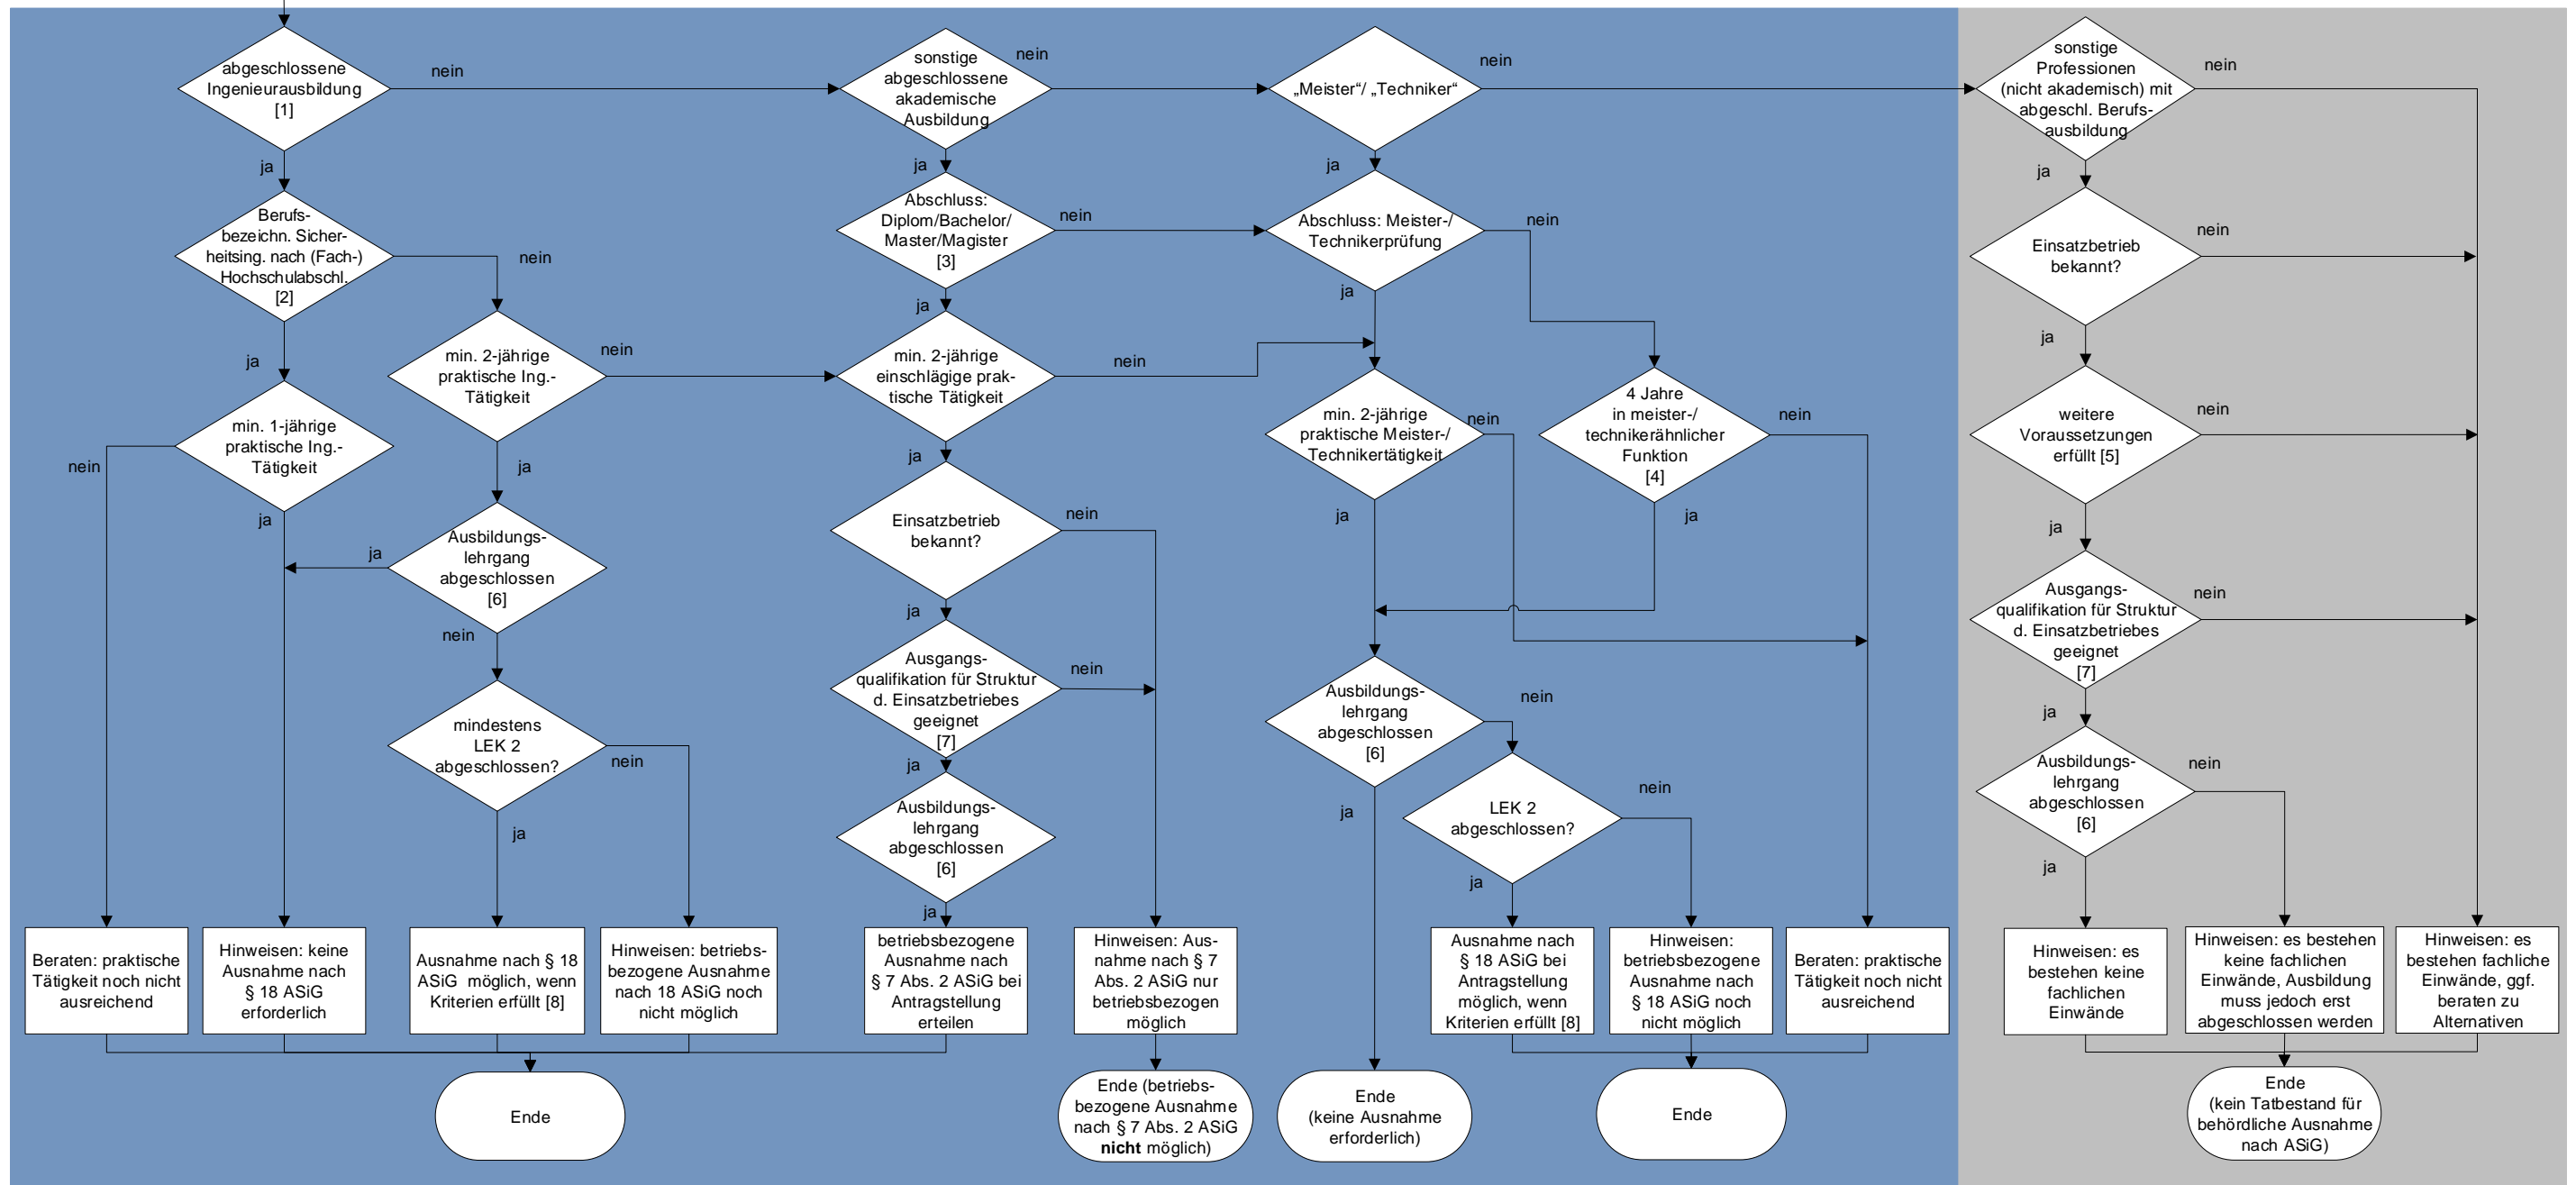 abgeschlossene
Ingenieurausbildung
[1]
nein
ja
Berufs-
bezeichn. Sicher-
heitsing. nach (Fach-)
Hochschulabschl.
[2]
nein
ja
min. 1-jährige
praktische Ing.-
Tätigkeit
nein
ja
min. 2-jährige
praktische Ing.-
Tätigkeit
nein
ja
Ausbildungs-
lehrgang
abgeschlossen
[6]
ja
nein
mindestens
LEK 2
abgeschlossen?
nein
ja
Beraten: praktische
Tätigkeit noch nicht
ausreichend
Hinweisen: keine
Ausnahme nach
§ 18 ASiG
erforderlich
Ausnahme nach § 18
ASiG möglich, wenn
Kriterien erfüllt [8]
Hinweisen: betriebs-
bezogene Ausnahme
nach 18 ASiG noch
nicht möglich
Ende
sonstige
abgeschlossene
akademische
Ausbildung
nein
ja
Abschluss:
Diplom/Bachelor/
Master/Magister
[3]
nein
ja
min. 2-jährige
einschlägige prak-
tische Tätigkeit
nein
ja
Einsatzbetrieb
bekannt?
nein
ja
Ausgangs-
qualifikation für Struktur
d. Einsatzbetriebes
geeignet
[7]
nein
ja
Ausbildungs-
lehrgang
abgeschlossen
[6]
ja
betriebsbezogene
Ausnahme nach
§ 7 Abs. 2 ASiG bei
Antragstellung
erteilen
Hinweisen: Aus-
nahme nach § 7
Abs. 2 ASiG nur
betriebsbezogen
möglich
Ende (betriebs-
bezogene Ausnahme
nach § 7 Abs. 2 ASiG
nicht möglich)
„Meister“/ „Techniker“
nein
ja
Abschluss: Meister-/
Technikerprüfung
nein
ja
min. 2-jährige
praktische Meister-/
Technikertätigkeit
nein
ja
4 Jahre
in meister-/
technikerähnlicher
Funktion
[4]
nein
ja
Ausbildungs-
lehrgang
abgeschlossen
[6]
nein
ja
LEK 2
abgeschlossen?
nein
ja
Ausnahme nach
§ 18 ASiG bei
Antragstellung
möglich, wenn
Kriterien erfüllt [8]
Hinweisen:
betriebsbezogene
Ausnahme nach
§ 18 ASiG noch
nicht möglich
Beraten: praktische
Tätigkeit noch nicht
ausreichend
Ende
(keine Ausnahme
erforderlich)
Ende
sonstige
Professionen
(nicht akademisch) mit
abgeschl. Berufs-
ausbildung
nein
ja
Einsatzbetrieb
bekannt?
nein
ja
weitere
Voraussetzungen
erfüllt [5]
nein
ja
Ausgangs-
qualifikation für Struktur
d. Einsatzbetriebes
geeignet
[7]
nein
ja
Ausbildungs-
lehrgang
abgeschlossen
[6]
nein
ja
Hinweisen: es
bestehen keine
fachlichen
Einwände
Hinweisen: es bestehen
keine fachlichen
Einwände, Ausbildung
muss jedoch erst
abgeschlossen werden
Hinweisen: es
bestehen fachliche
Einwände, ggf.
beraten zu
Alternativen
Ende
(kein Tatbestand für
behördliche Ausnahme
nach ASiG)